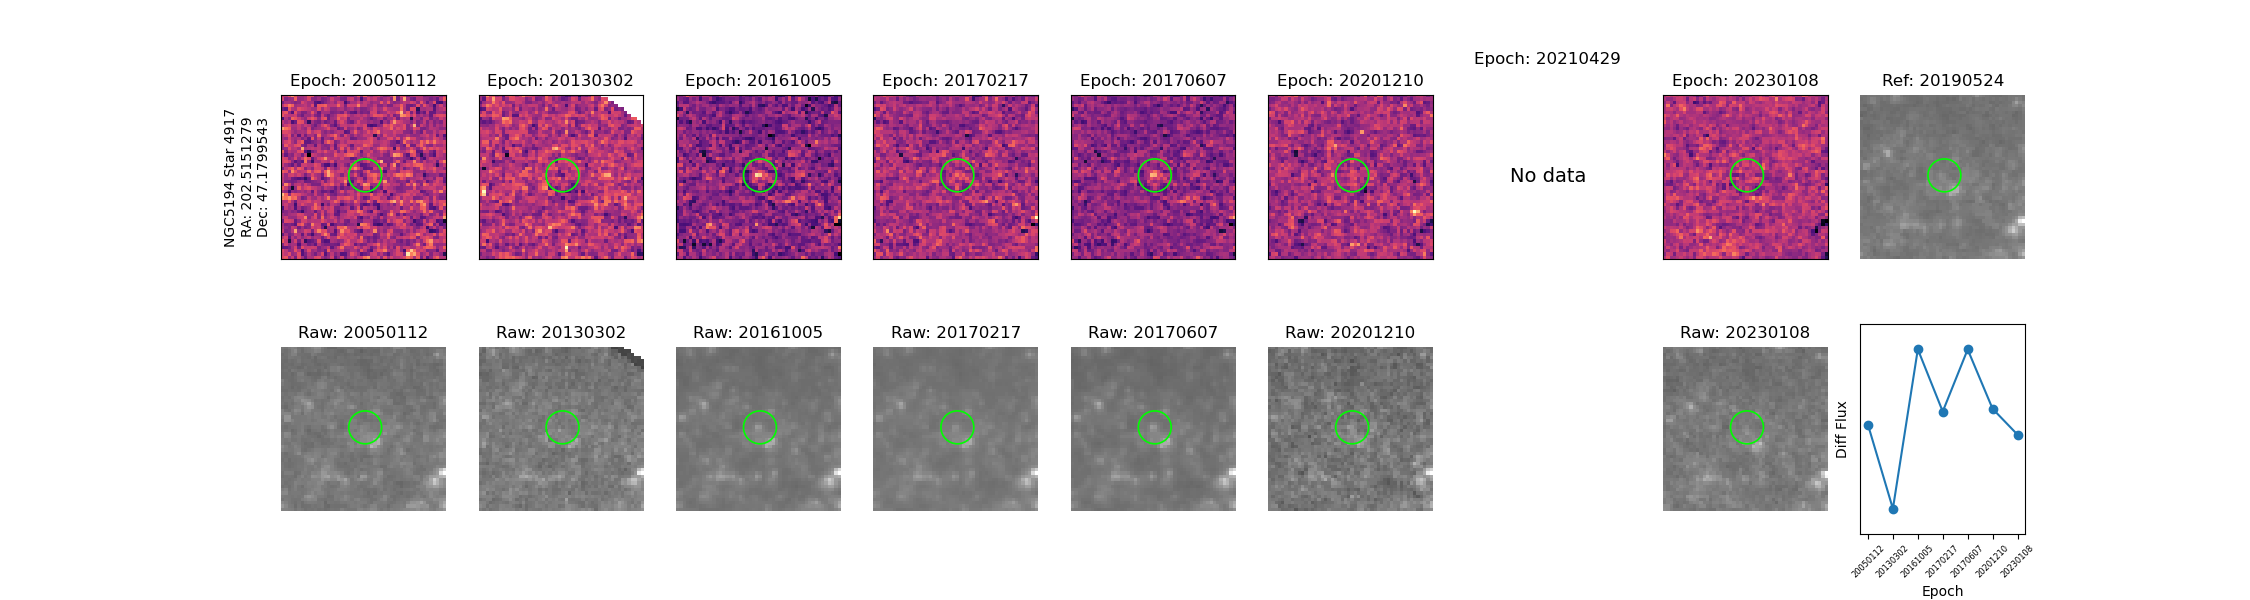 Epoch: 20210429
Epoch: 20050112
Epoch: 20130302
Epoch: 20161005
Epoch: 20170217
Epoch: 20170607
Epoch: 20201210
Epoch: 20230108
Ref: 20190524
NGC5194 Star 4917
RA: 202.5151279
Dec: 47.1799543
No data
Raw: 20050112
Raw: 20130302
Raw: 20161005
Raw: 20170217
Raw: 20170607
Raw: 20201210
Raw: 20230108
Diff Flux
20050112
20130302
20161005
20170217
20170607
20201210
20230108
Epoch